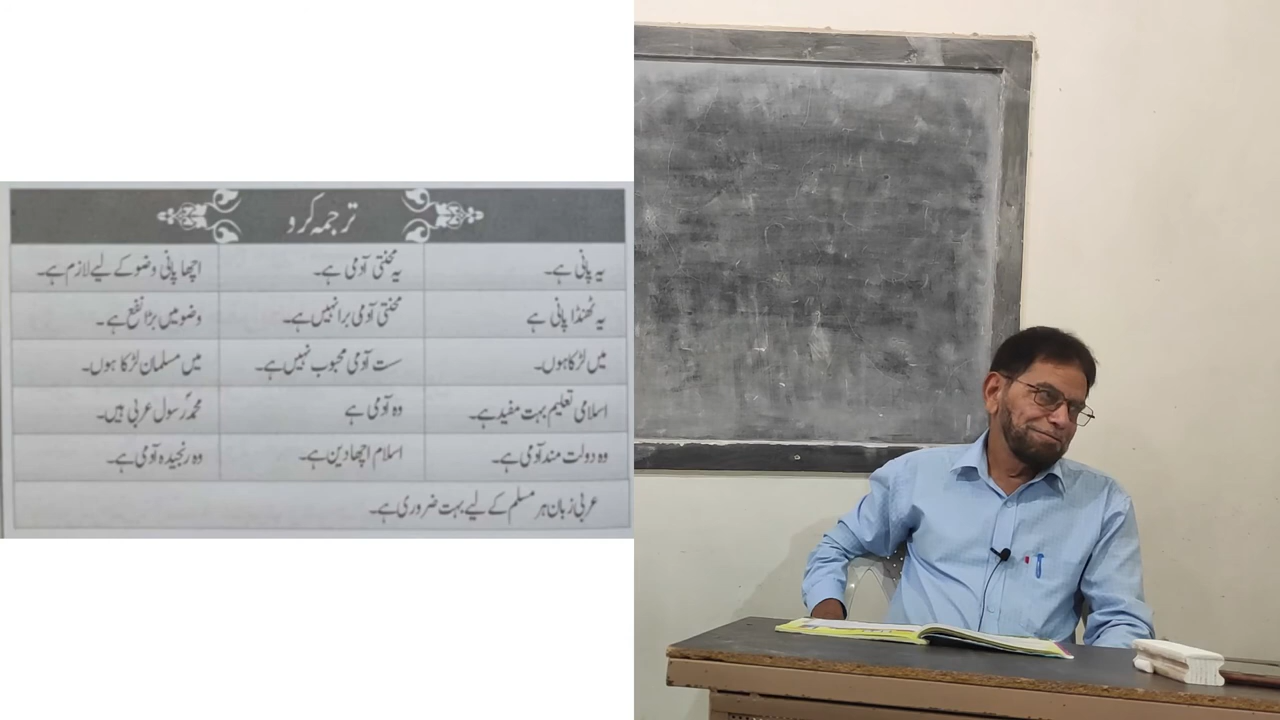 ترجمہ کرو
یہ پانی ہے۔ یہ محنتی آدمی ہے۔ اچھا پانی وضو کے لیے لازم ہے۔
یہ ٹھنڈا پانی ہے محنتی آدمی برا نہیں ہے۔ وضو میں بڑا نفع ہے۔
میں لڑکا ہوں۔ ست آدمی محبوب نہیں ہے۔ میں مسلمان لڑکا ہوں۔
اسلامی تعلیم بہت مفید ہے۔ وہ آدمی ہے محمدؐ رسول عربی ہیں۔
وہ دولت مند آدمی ہے۔ اسلام اچھا دین ہے۔ وہ رنجیدہ آدمی ہے۔
عربی زبان ہر مسلم کے لیے بہت ضروری ہے۔